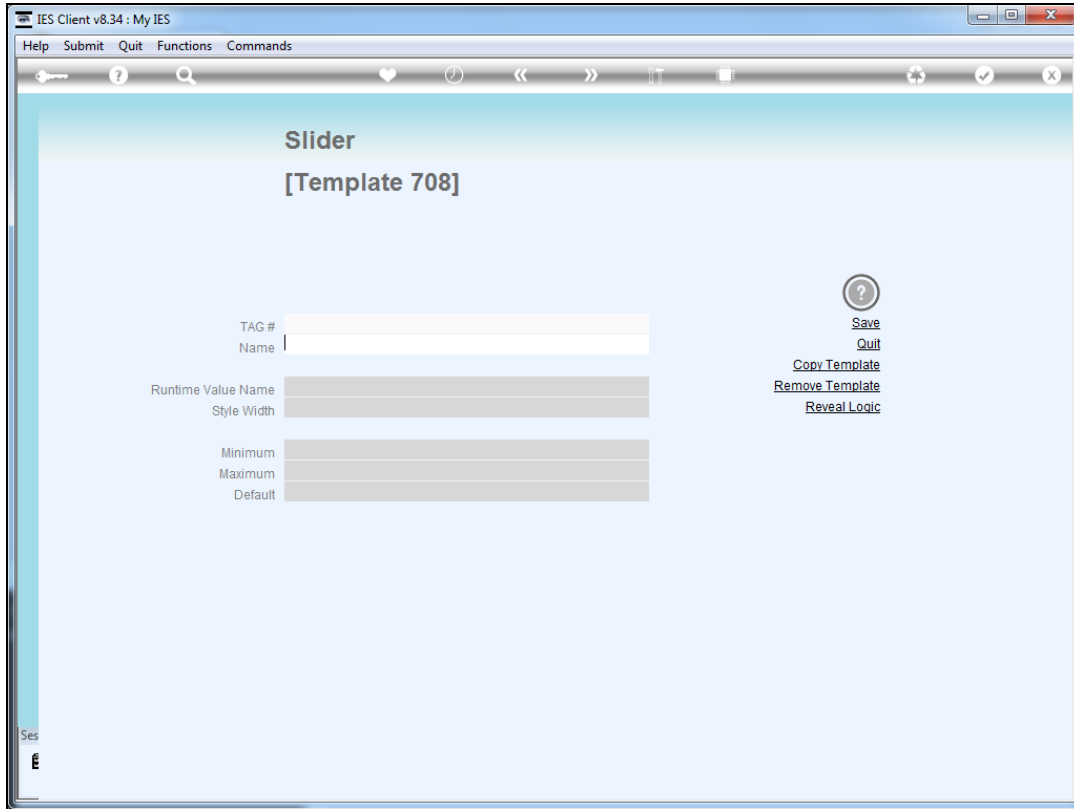 IES Client v8.34 : My IES
Help Submit Quit Functions Commands
Slider
[Template 708]
TAG #
Name
Runtime Value Name
Style Width
Minimum
Maximum
Default
?
Save
Quit
Copy Template
Remove Template
Reveal Logic
Ses